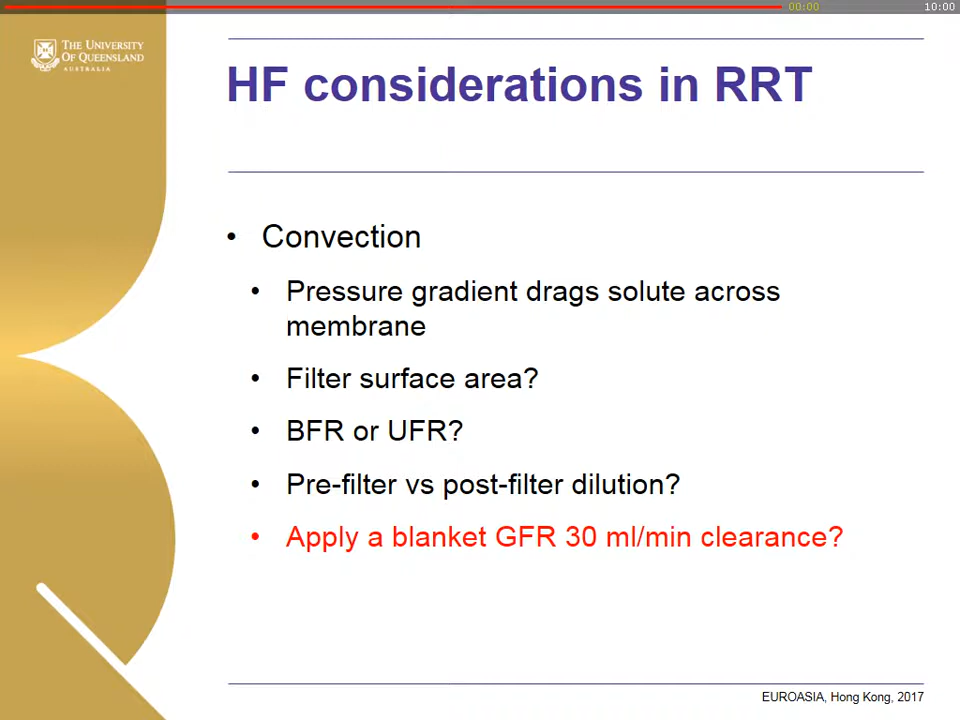 00:00
10:00
THE UNIVERSITY
OF QUEENSLAND
AUSTRALIA
HF considerations in RRT
• Convection
• Pressure gradient drags solute across
membrane
• Filter surface area?
• BFR or UFR?
• Pre-filter vs post-filter dilution?
• Apply a blanket GFR 30 ml/min clearance?
EUROASIA, Hong Kong, 2017